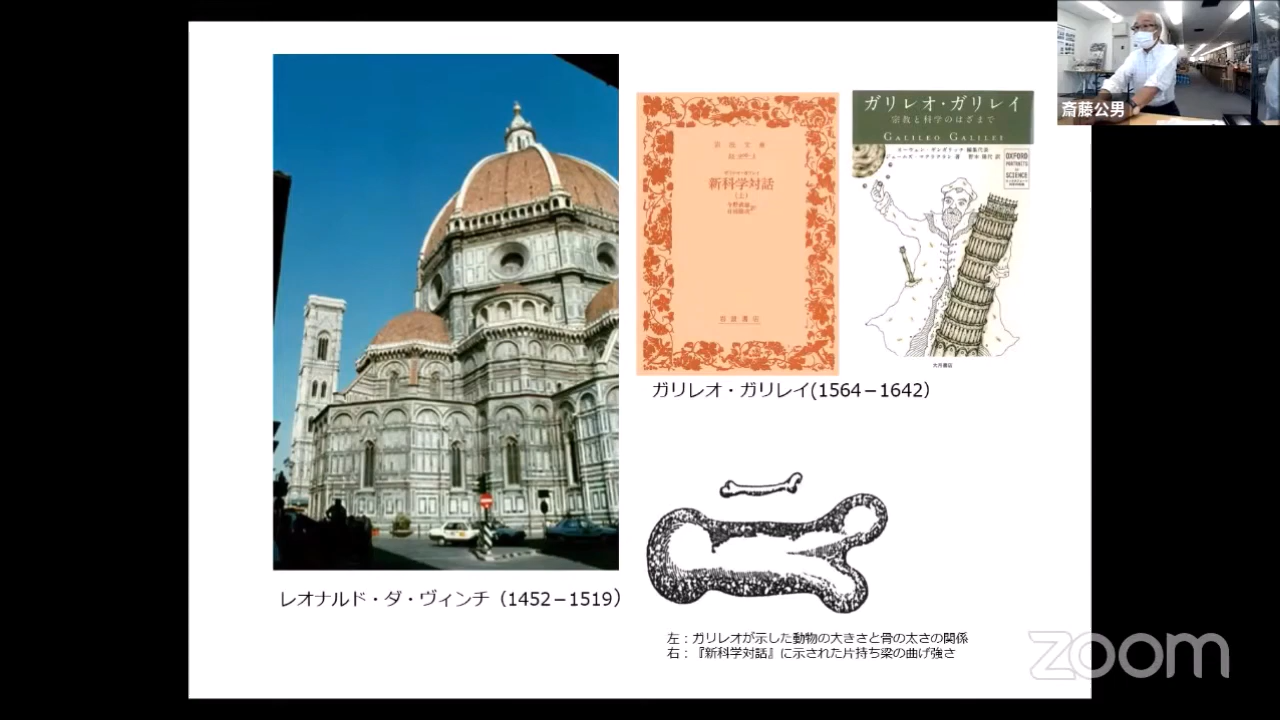 斎藤公男
岩波文庫
新科学対話
(上)
岩波書店
ガリレオ・ガリレイ
宗教と科学のはざまで
GALILEO GALILEI
OXFORD
PORTRAITS
SCIENCE
大月書店
ガリレオ・ガリレイ(1564－1642)
レオナルド・ダ・ヴィンチ（1452－1519）
左：ガリレオが示した動物の大きさと骨の太さの関係
右：『新科学対話』に示された片持ち梁の曲げ強さ
zoom